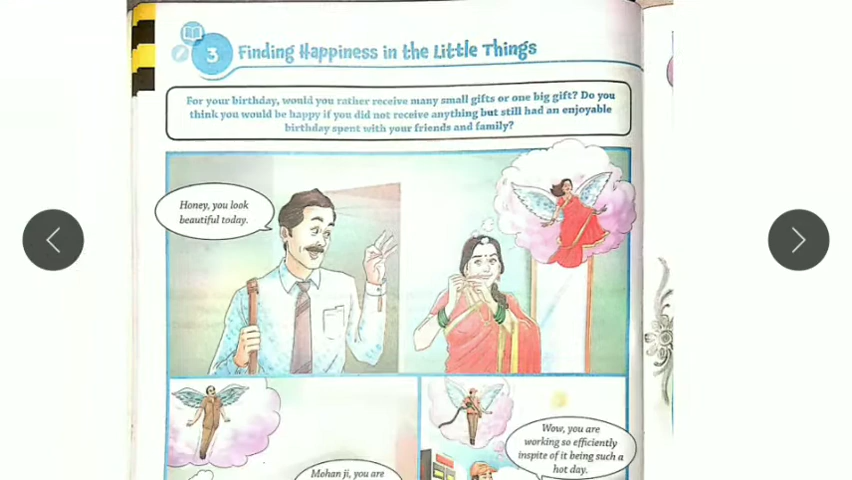 3
Finding Happiness in the Little Things
For your birthday, would you rather receive many small gifts or one big gift? Do you
think you would be happy if you did not receive anything but still had an enjoyable
birthday spent with your friends and family?
Honey, you look
beautiful today.
Wow, you are
working so efficiently
inspite of it being such a
hot day.
Mohan ji, you are